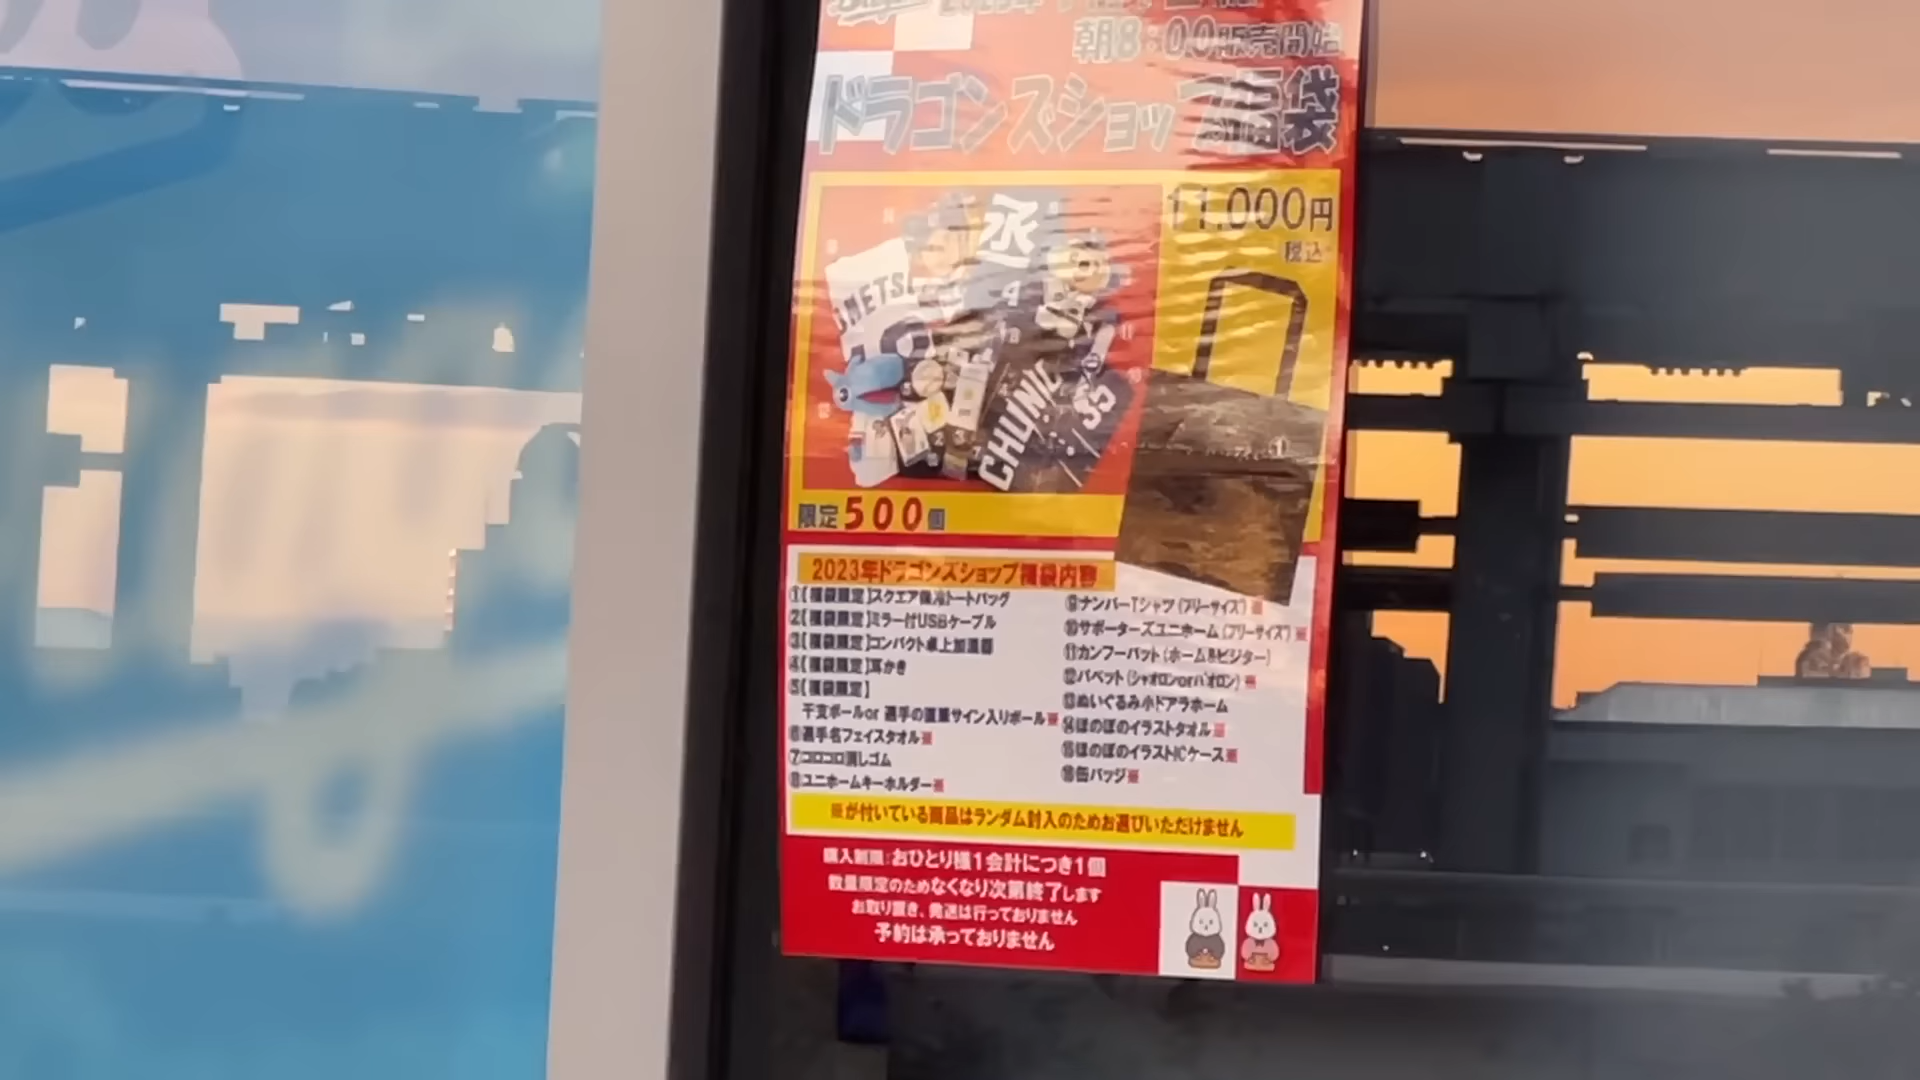 朝8:00販売開始
ドラゴンズショップ福袋
11,000円
税込
CHUNIC
35
4
限定500個
2023年ドラゴンズショップ福袋内容
①【福袋限定】スクエア保冷トートバッグ
②【福袋限定】ミラー付USBケーブル
③【福袋限定】コンパクト卓上加湿器
④【福袋限定】耳かき
⑤【福袋限定】
干支ボールor 選手の直筆サイン入りボール※
⑥選手名フェイスタオル※
⑦コロコロ消しゴム
⑧ユニホームキーホルダー※
⑨ナンバーTシャツ(フリーサイズ)※
⑩サポーターズユニホーム(フリーサイズ)※
⑪カンフーバット(ホーム&ビジター)
⑫パペット(シャオロンorパオロン)※
⑬ぬいぐるみ小ドアラホーム
⑭ほのぼのイラストタオル※
⑮ほのぼのイラストICケース※
⑯缶バッジ※
※が付いている商品はランダム封入のためお選びいただけません
購入制限:おひとり様1会計につき1個
数量限定のためなくなり次第終了します
お取り置き、発送は行っておりません
予約は承っておりません